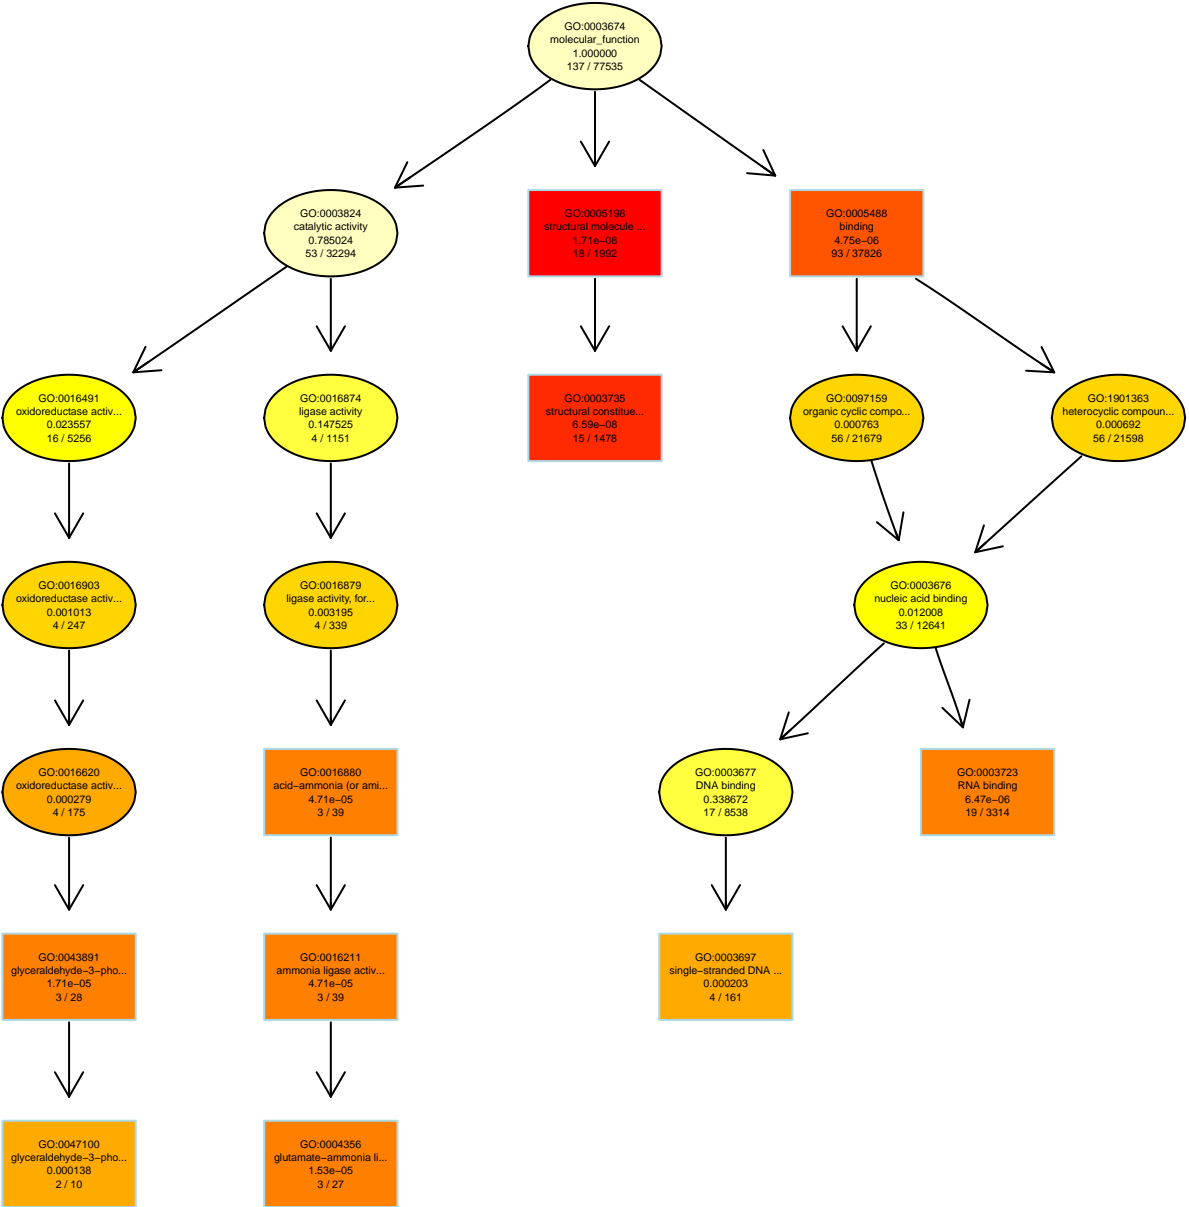 GO:0003674
molecular_function
1.000000
137 / 77535
GO:0003824
catalytic activity
0.785024
53 / 32294
GO:0005198
structural molecule ...
1.71e−08
18 / 1992
GO:0005488
binding
4.75e−06
93 / 37826
GO:0016491
oxidoreductase activ...
0.023557
16 / 5256
GO:0016874
ligase activity
0.147525
4 / 1151
GO:0003735
structural constitue...
6.59e−08
15 / 1478
GO:0097159
organic cyclic compo...
0.000763
56 / 21679
GO:1901363
heterocyclic compoun...
0.000692
56 / 21598
GO:0016903
oxidoreductase activ...
0.001013
4 / 247
GO:0016879
ligase activity, for...
0.003195
4 / 339
GO:0003676
nucleic acid binding
0.012008
33 / 12641
GO:0016620
oxidoreductase activ...
0.000279
4 / 175
GO:0016880
acid−ammonia (or ami...
4.71e−05
3 / 39
GO:0003677
DNA binding
0.338672
17 / 8538
GO:0003723
RNA binding
6.47e−06
19 / 3314
GO:0043891
glyceraldehyde−3−pho...
1.71e−05
3 / 28
GO:0016211
ammonia ligase activ...
4.71e−05
3 / 39
GO:0003697
single−stranded DNA ...
0.000203
4 / 161
GO:0047100
glyceraldehyde−3−pho...
0.000138
2 / 10
GO:0004356
glutamate−ammonia li...
1.53e−05
3 / 27